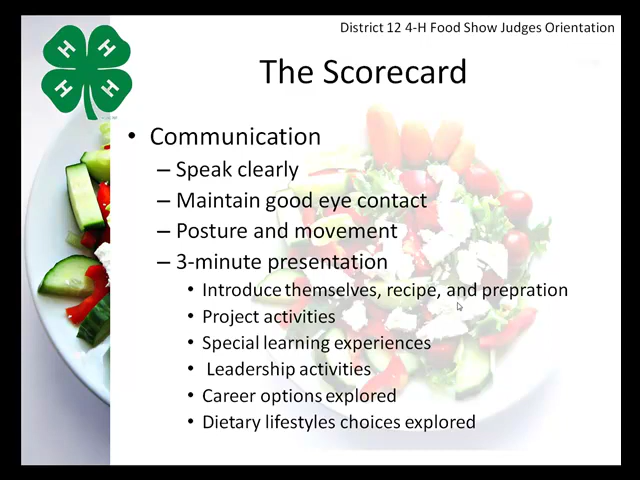 District 12 4-H Food Show Judges Orientation
H H
H H
The Scorecard
• Communication
– Speak clearly
– Maintain good eye contact
– Posture and movement
– 3-minute presentation
• Introduce themselves, recipe, and prepration
• Project activities
• Special learning experiences
• Leadership activities
• Career options explored
• Dietary lifestyles choices explored